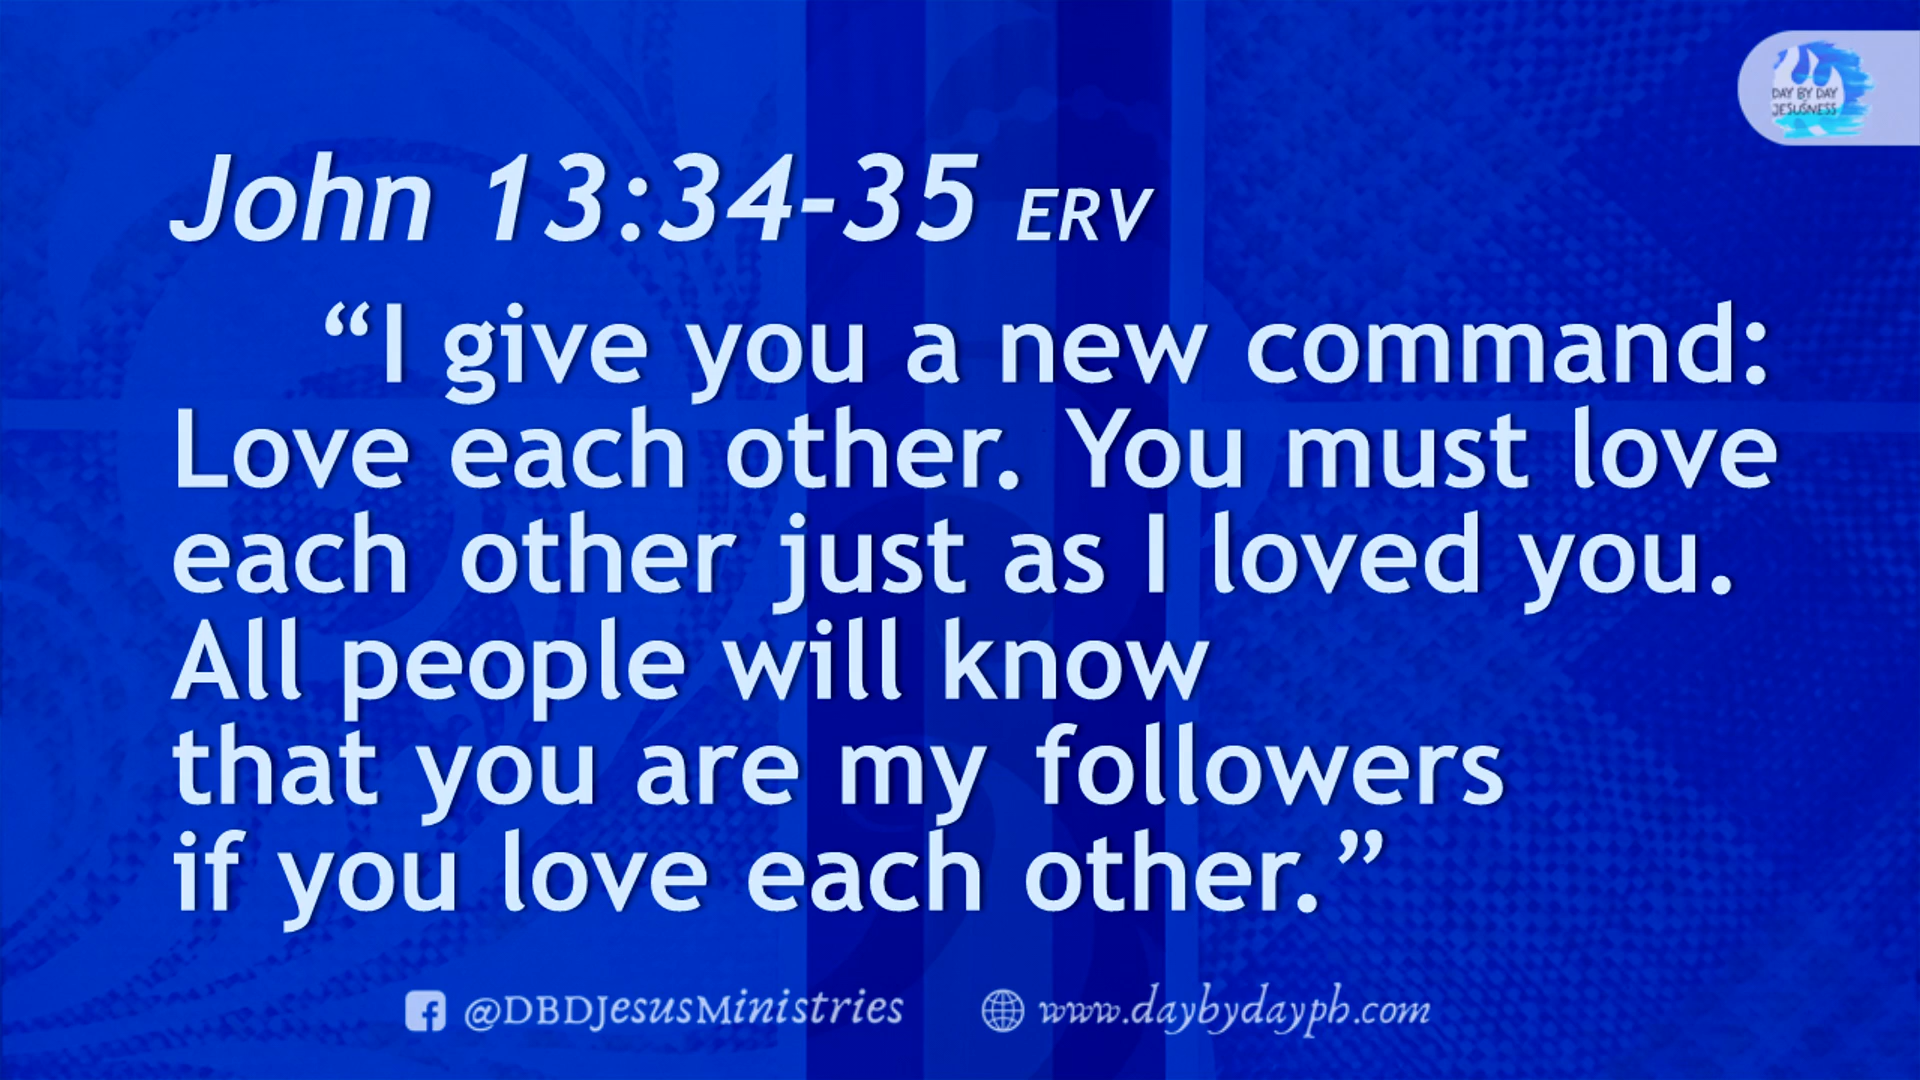 DAY BY DAY
JESUSNESS
John 13:34-35 ERV
“I give you a new command:
Love each other. You must love
each other just as I loved you.
All people will know
that you are my followers
if you love each other.”
@DBDJesusMinistries www.daybydayph.com